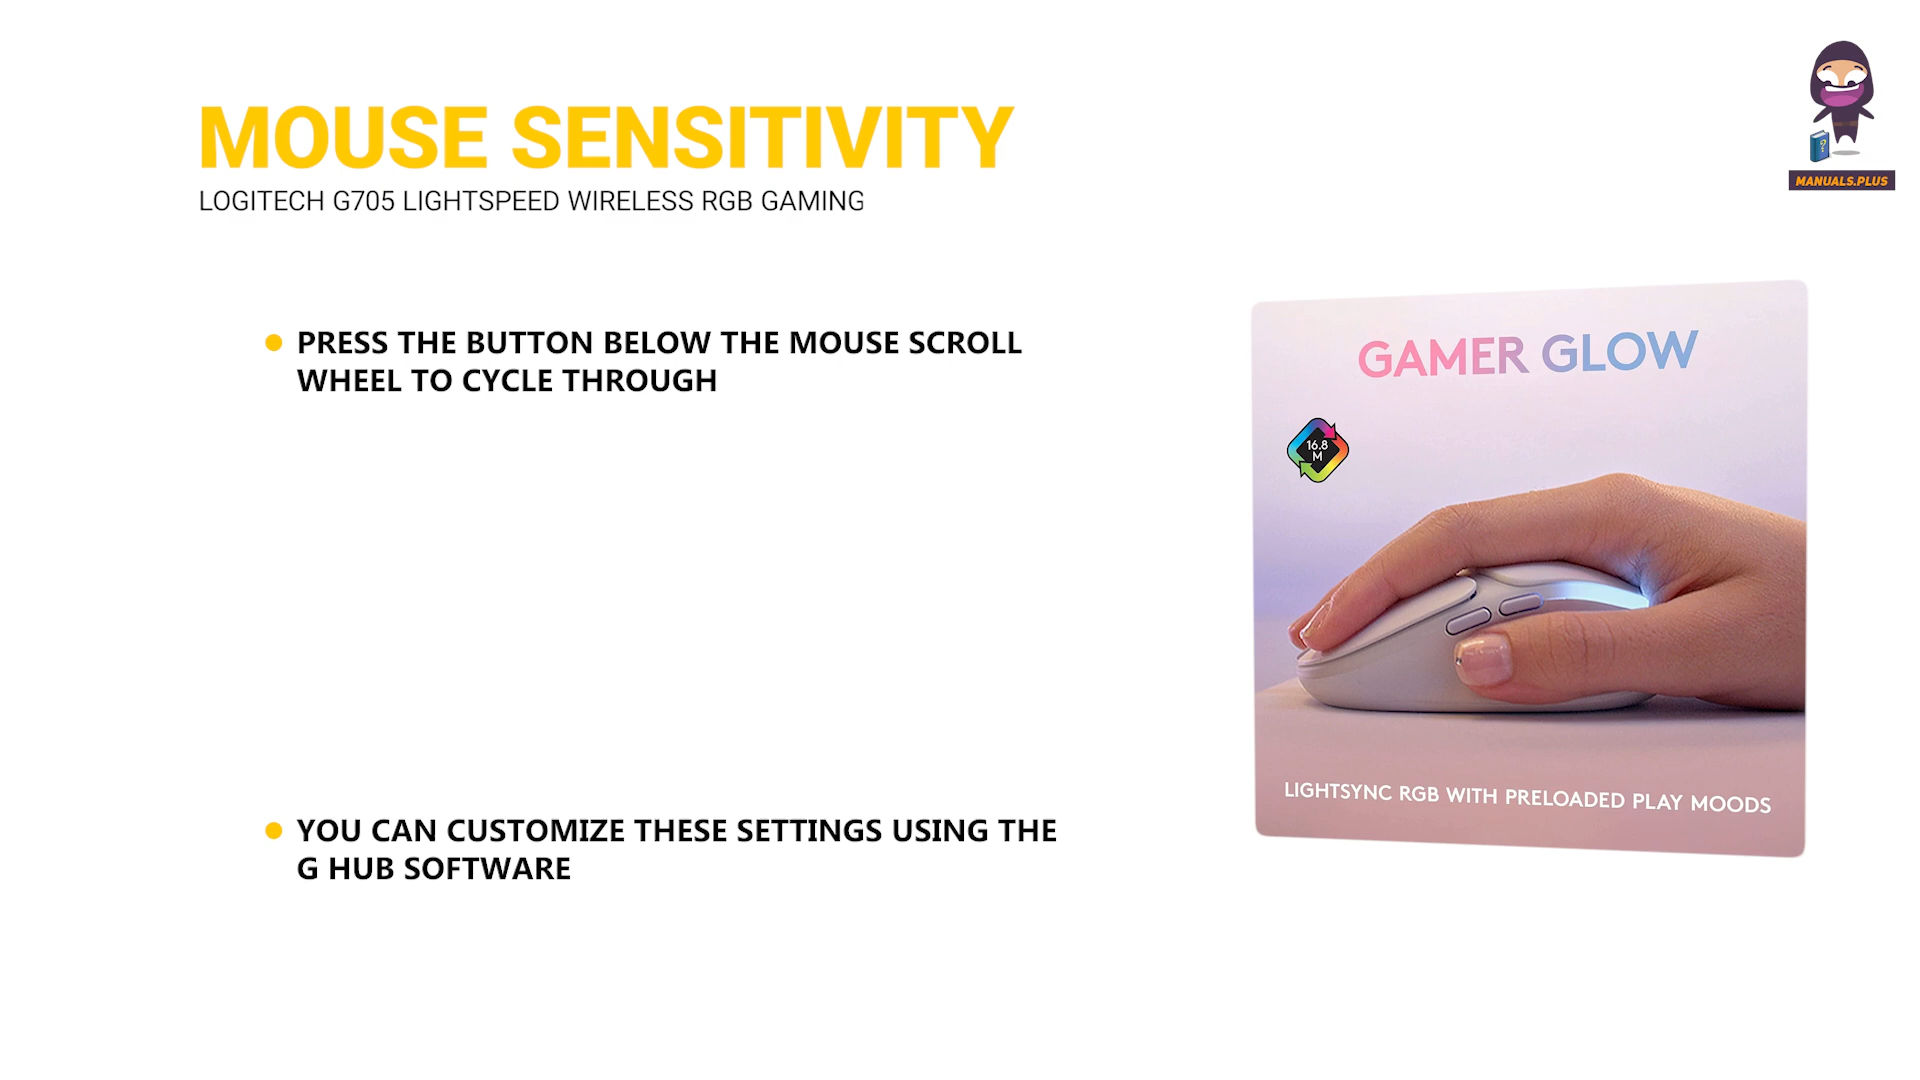 MOUSE SENSITIVITY
LOGITECH G705 LIGHTSPEED WIRELESS RGB GAMING
MANUALS.PLUS
PRESS THE BUTTON BELOW THE MOUSE SCROLL
WHEEL TO CYCLE THROUGH
YOU CAN CUSTOMIZE THESE SETTINGS USING THE
G HUB SOFTWARE
GAMER GLOW
16.8
M
LIGHTSYNC RGB WITH PRELOADED PLAY MOODS